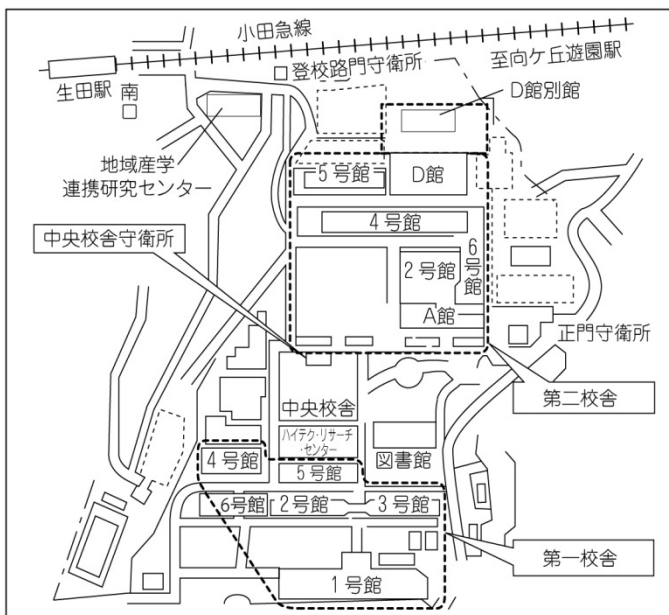 小田急線
登校路門守衛所
至向ケ丘遊園駅
生田駅
南
口
D館別館
地域産学
連携研究センター
5号館
D館
中央校舎守衛所
4号館
2号館
6号館
A館
正門守衛所
中央校舎
第二校舎
ハイテク・リサーチ
・センター
図書館
4号館
5号館
6号館
2号館
3号館
第一校舎
1号館